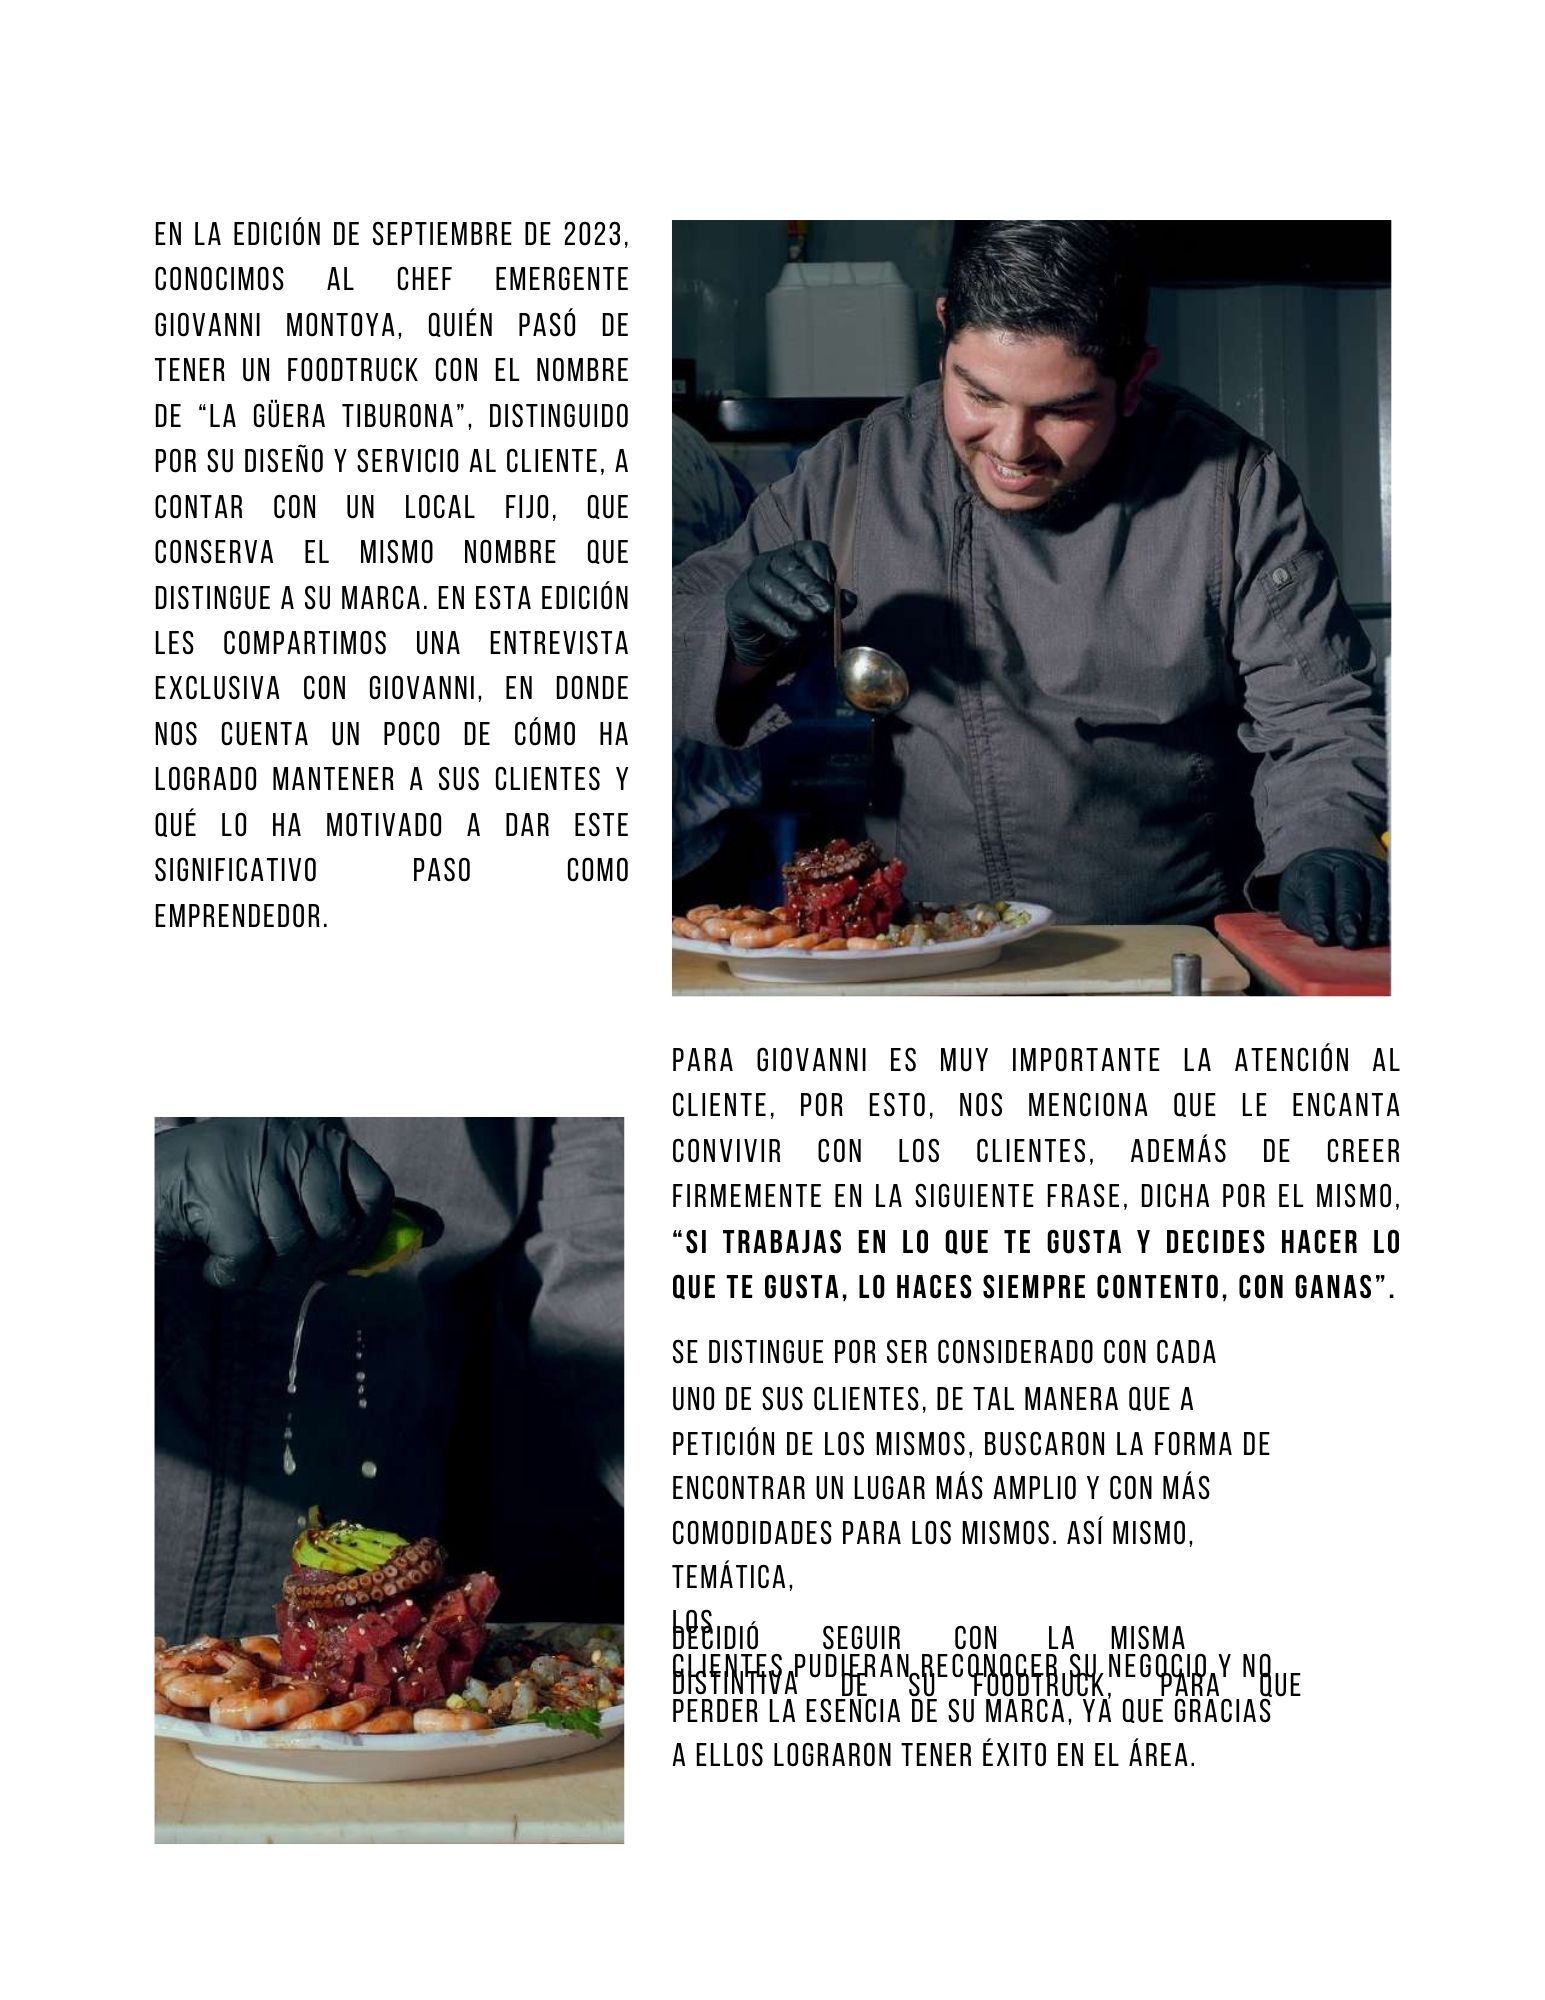 EN LA EDICIÓN DE SEPTIEMBRE DE 2023,
CONOCIMOS AL CHEF EMERGENTE
GIOVANNI MONTOYA, QUIÉN PASÓ DE
TENER UN FOODTRUCK CON EL NOMBRE
DE “LA GÜERA TIBURONA”, DISTINGUIDO
POR SU DISEÑO Y SERVICIO AL CLIENTE, A
CONTAR CON UN LOCAL FIJO, QUE
CONSERVA EL MISMO NOMBRE QUE
DISTINGUE A SU MARCA. EN ESTA EDICIÓN
LES COMPARTIMOS UNA ENTREVISTA
EXCLUSIVA CON GIOVANNI, EN DONDE
NOS CUENTA UN POCO DE CÓMO HA
LOGRADO MANTENER A SUS CLIENTES Y
QUÉ LO HA MOTIVADO A DAR ESTE
SIGNIFICATIVO PASO COMO
EMPRENDEDOR.
PARA GIOVANNI ES MUY IMPORTANTE LA ATENCIÓN AL
CLIENTE, POR ESTO, NOS MENCIONA QUE LE ENCANTA
CONVIVIR CON LOS CLIENTES, ADEMÁS DE CREER
FIRMEMENTE EN LA SIGUIENTE FRASE, DICHA POR EL MISMO,
“SI TRABAJAS EN LO QUE TE GUSTA Y DECIDES HACER LO
QUE TE GUSTA, LO HACES SIEMPRE CONTENTO, CON GANAS”.
SE DISTINGUE POR SER CONSIDERADO CON CADA
UNO DE SUS CLIENTES, DE TAL MANERA QUE A
PETICIÓN DE LOS MISMOS, BUSCARON LA FORMA DE
ENCONTRAR UN LUGAR MÁS AMPLIO Y CON MÁS
COMODIDADES PARA LOS MISMOS. ASÍ MISMO,
TEMÁTICA,
LOS
DECIDIÓ SEGUIR CON LA MISMA
CLIENTES PUDIERAN RECONOCER SU NEGOCIO Y NO
DISTINTIVA DE SU FOODTRUCK, PARA QUE
PERDER LA ESENCIA DE SU MARCA, YA QUE GRACIAS
A ELLOS LOGRARON TENER ÉXITO EN EL ÁREA.